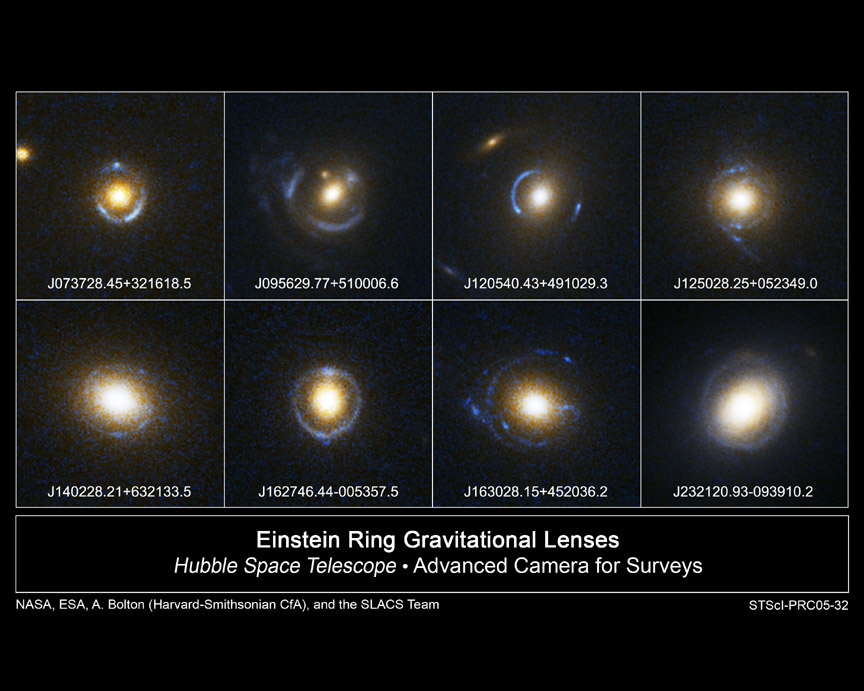 J073728.45+321618.5
J095629.77+510006.6
J120540.43+491029.3
J125028.25+052349.0
J140228.21+632133.5
J162746.44-005357.5
J163028.15+452036.2
J232120.93-093910.2
Einstein Ring Gravitational Lenses
Hubble Space Telescope • Advanced Camera for Surveys
NASA, ESA, A. Bolton (Harvard-Smithsonian CfA), and the SLACS Team
STScI-PRC05-32